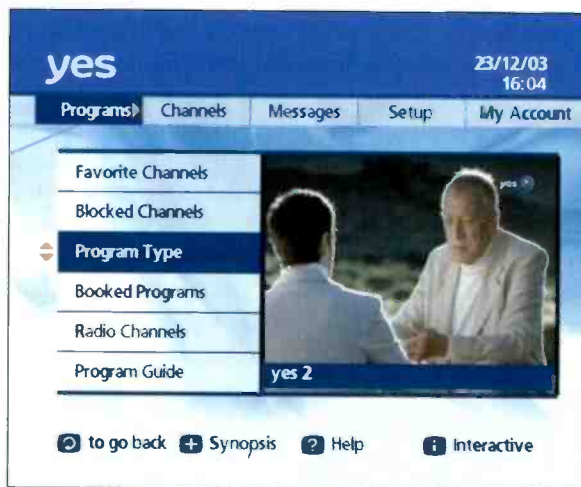 yes
23/12/03
16:04
Programs Channels Messages Setup My Account
Favorite Channels
Blocked Channels
Program Type
Booked Programs
Radio Channels
Program Guide
yes
yes 2
to go back + Synopsis ? Help i Interactive